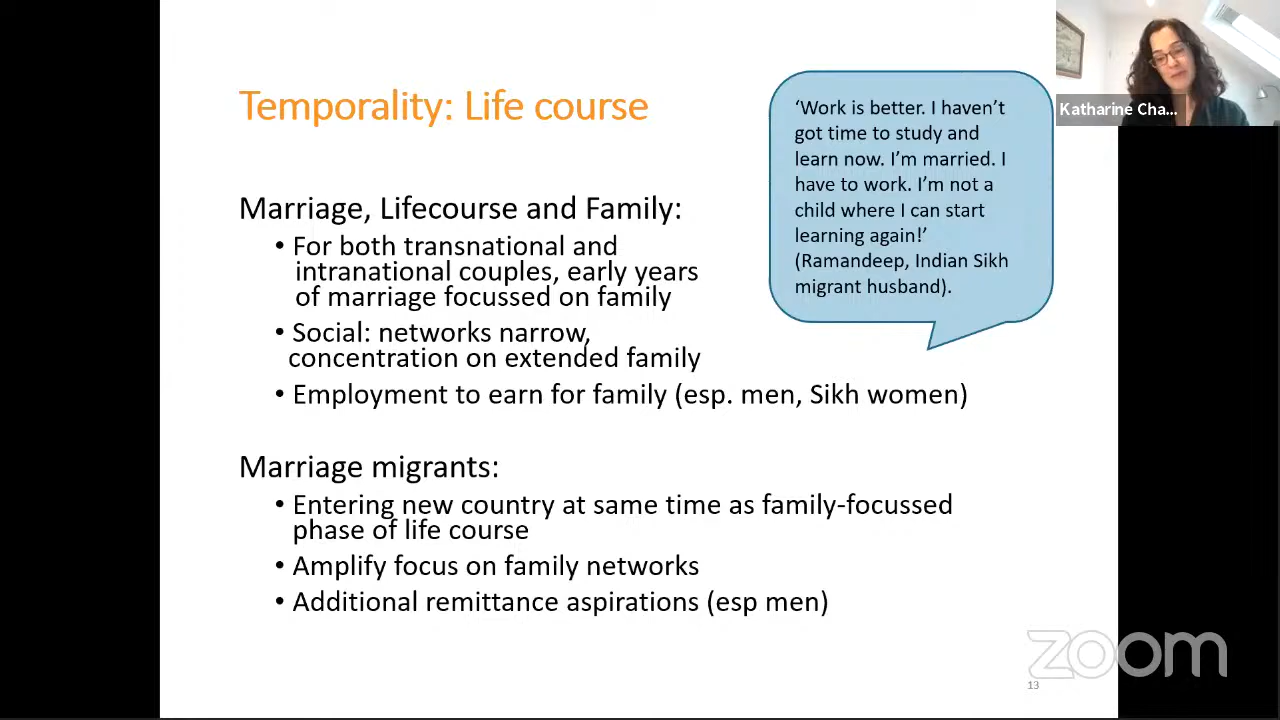 Temporality: Life course
‘Work is better. I haven’t
got time to study and
learn now. I’m married. I
have to work. I’m not a
child where I can start
learning again!’
(Ramandeep, Indian Sikh
migrant husband).
Katharine Cha...
Marriage, Lifecourse and Family:
• For both transnational and
intranational couples, early years
of marriage focussed on family
• Social: networks narrow,
concentration on extended family
• Employment to earn for family (esp. men, Sikh women)
Marriage migrants:
• Entering new country at same time as family-focussed
phase of life course
• Amplify focus on family networks
• Additional remittance aspirations (esp men)
zoom
13